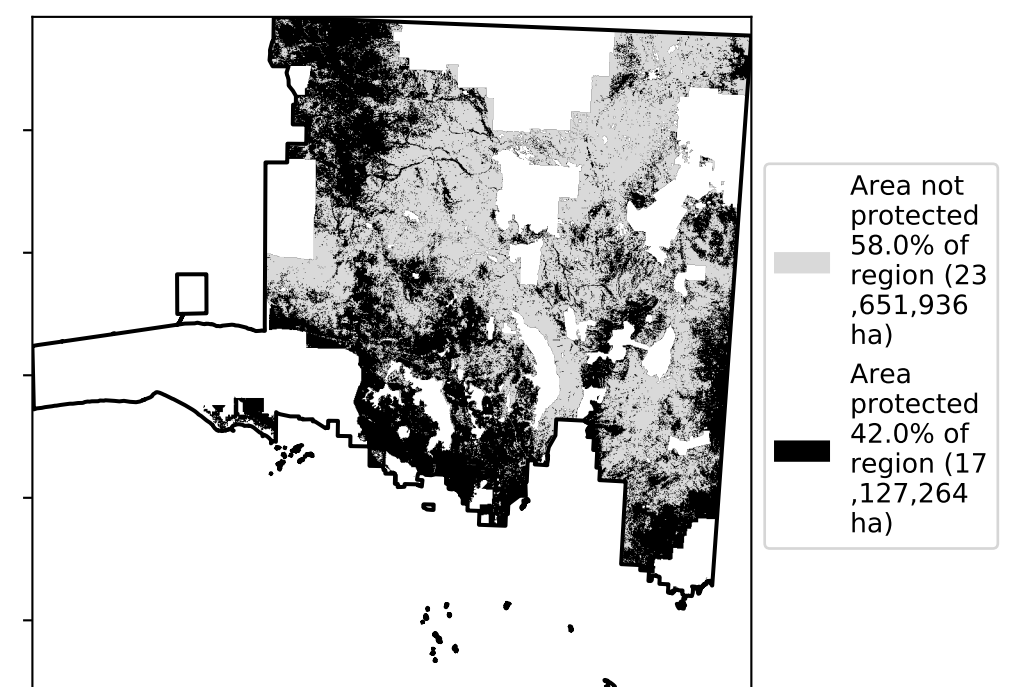 Area not
protected
58.0% of
region (23
,651,936
ha)
Area
protected
42.0% of
region (17
,127,264
ha)